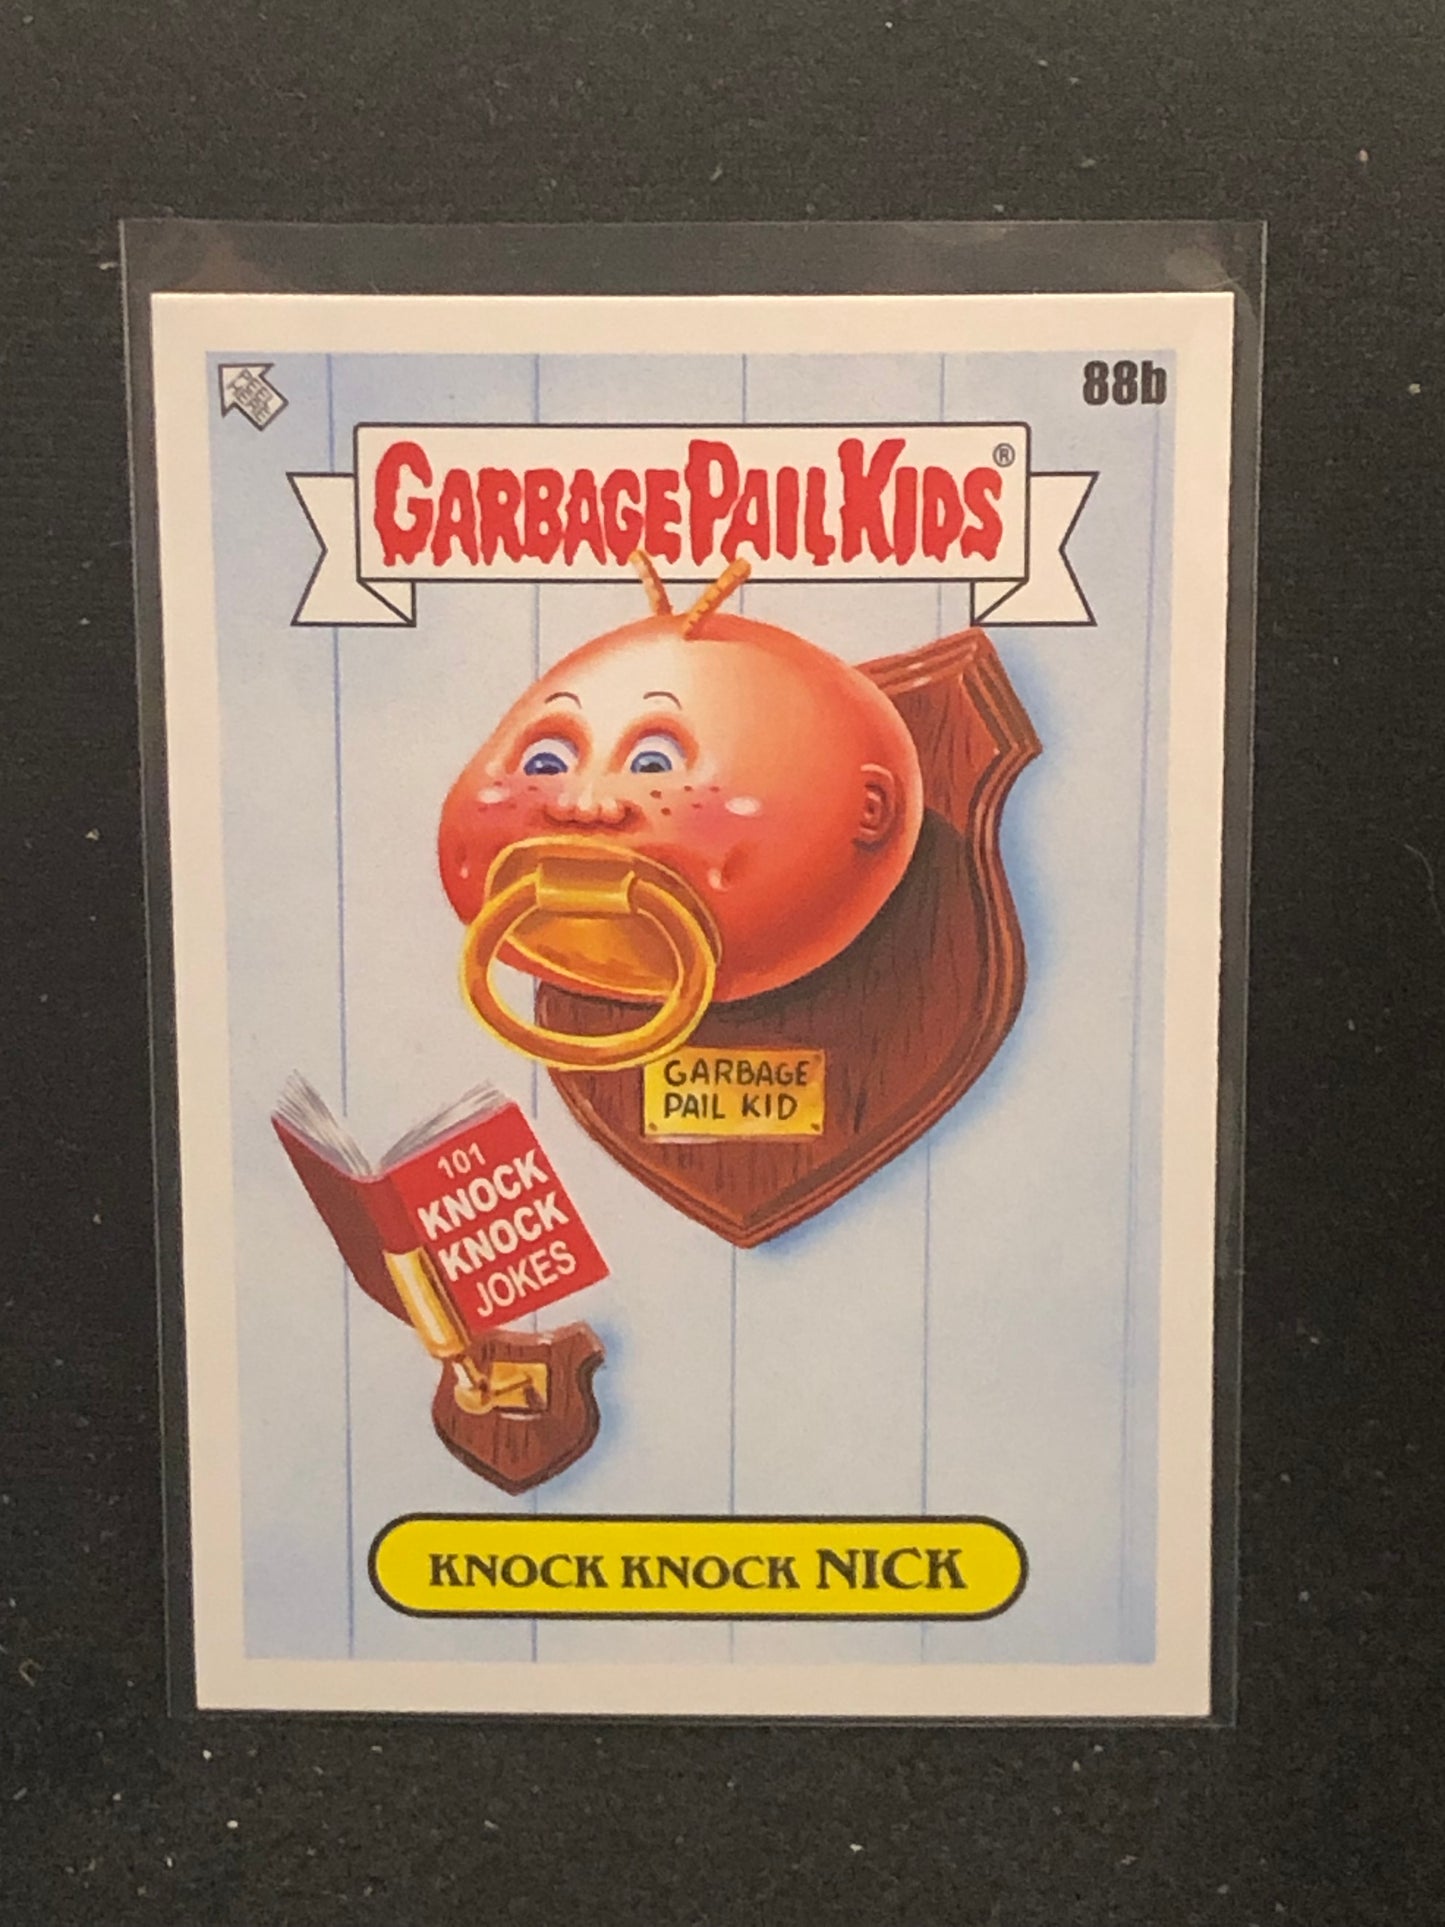 88b
GARBAGE PAIL KIDS®
GARBAGE
PAIL KID
101
KNOCK
KNOCK
JOKES
KNOCK KNOCK NICK